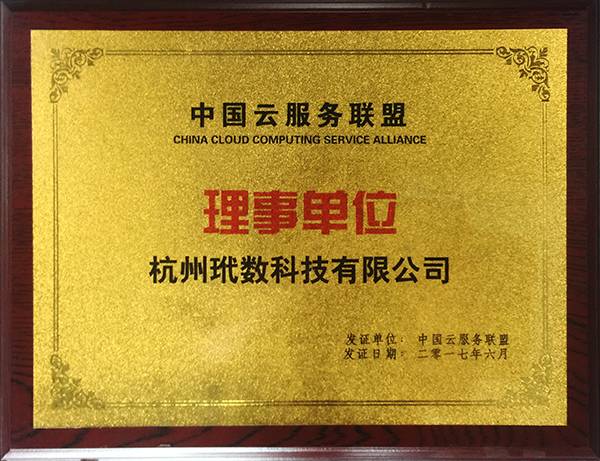 中国云服务联盟
CHINA CLOUD COMPUTING SERVICE ALLIANCE
理事单位
杭州玳数科技有限公司
发证单位：中国云服务联盟
发证日期：二零一七年六月